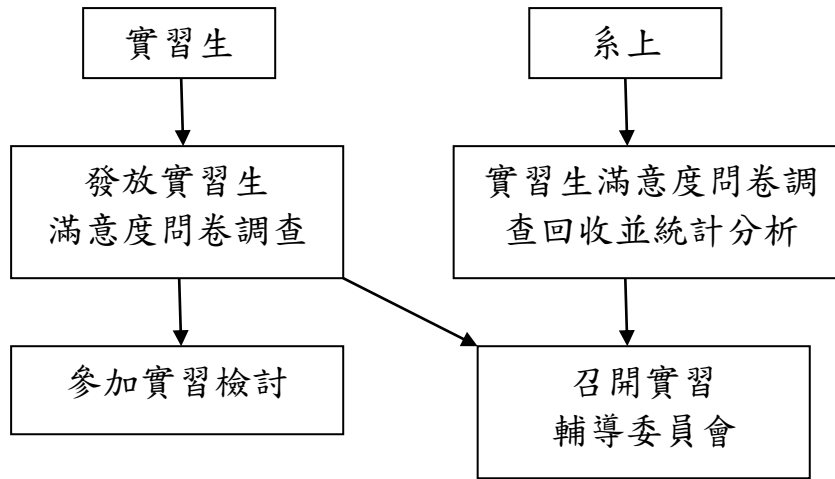 實習生
系上
發放實習生
滿意度問卷調查
實習生滿意度問卷調
查回收並統計分析
參加實習檢討
召開實習
輔導委員會